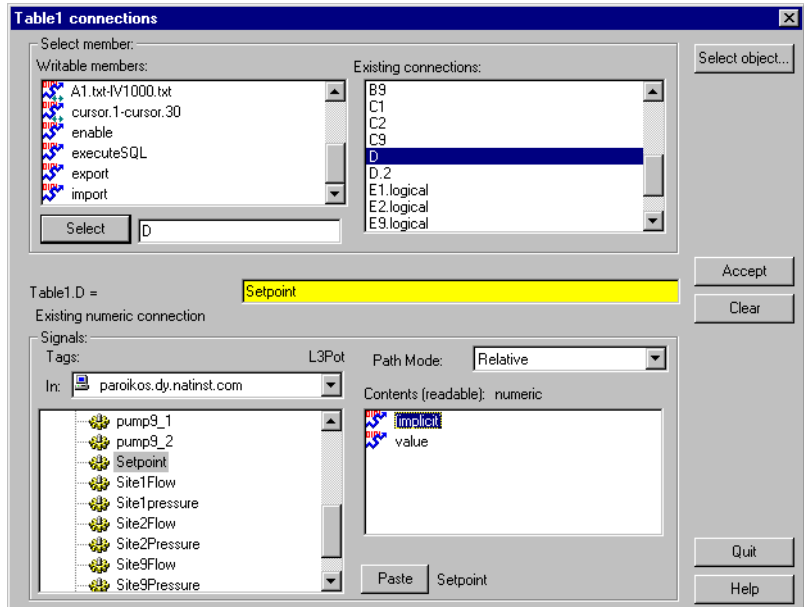 Table1 connections
Select member:
Writable members:
A1.txt-IV1000.txt
cursor.1-cursor.30
enable
executeSQL
export
import
Select
D
Existing connections:
B9
C1
C2
C9
D
D.2
E1.logical
E2.logical
E9.logical
Select object...
Accept
Clear
Table1.D =
Setpoint
Existing numeric connection
Signals:
Tags:
L3Pot
In:
paroikos.dy.natinst.com
pump9_1
pump9_2
Setpoint
Site1Flow
Site1pressure
Site2Flow
Site2Pressure
Site9Flow
Site9Pressure
Path Mode:
Relative
Contents (readable): numeric
implicit
value
Paste
Setpoint
Quit
Help